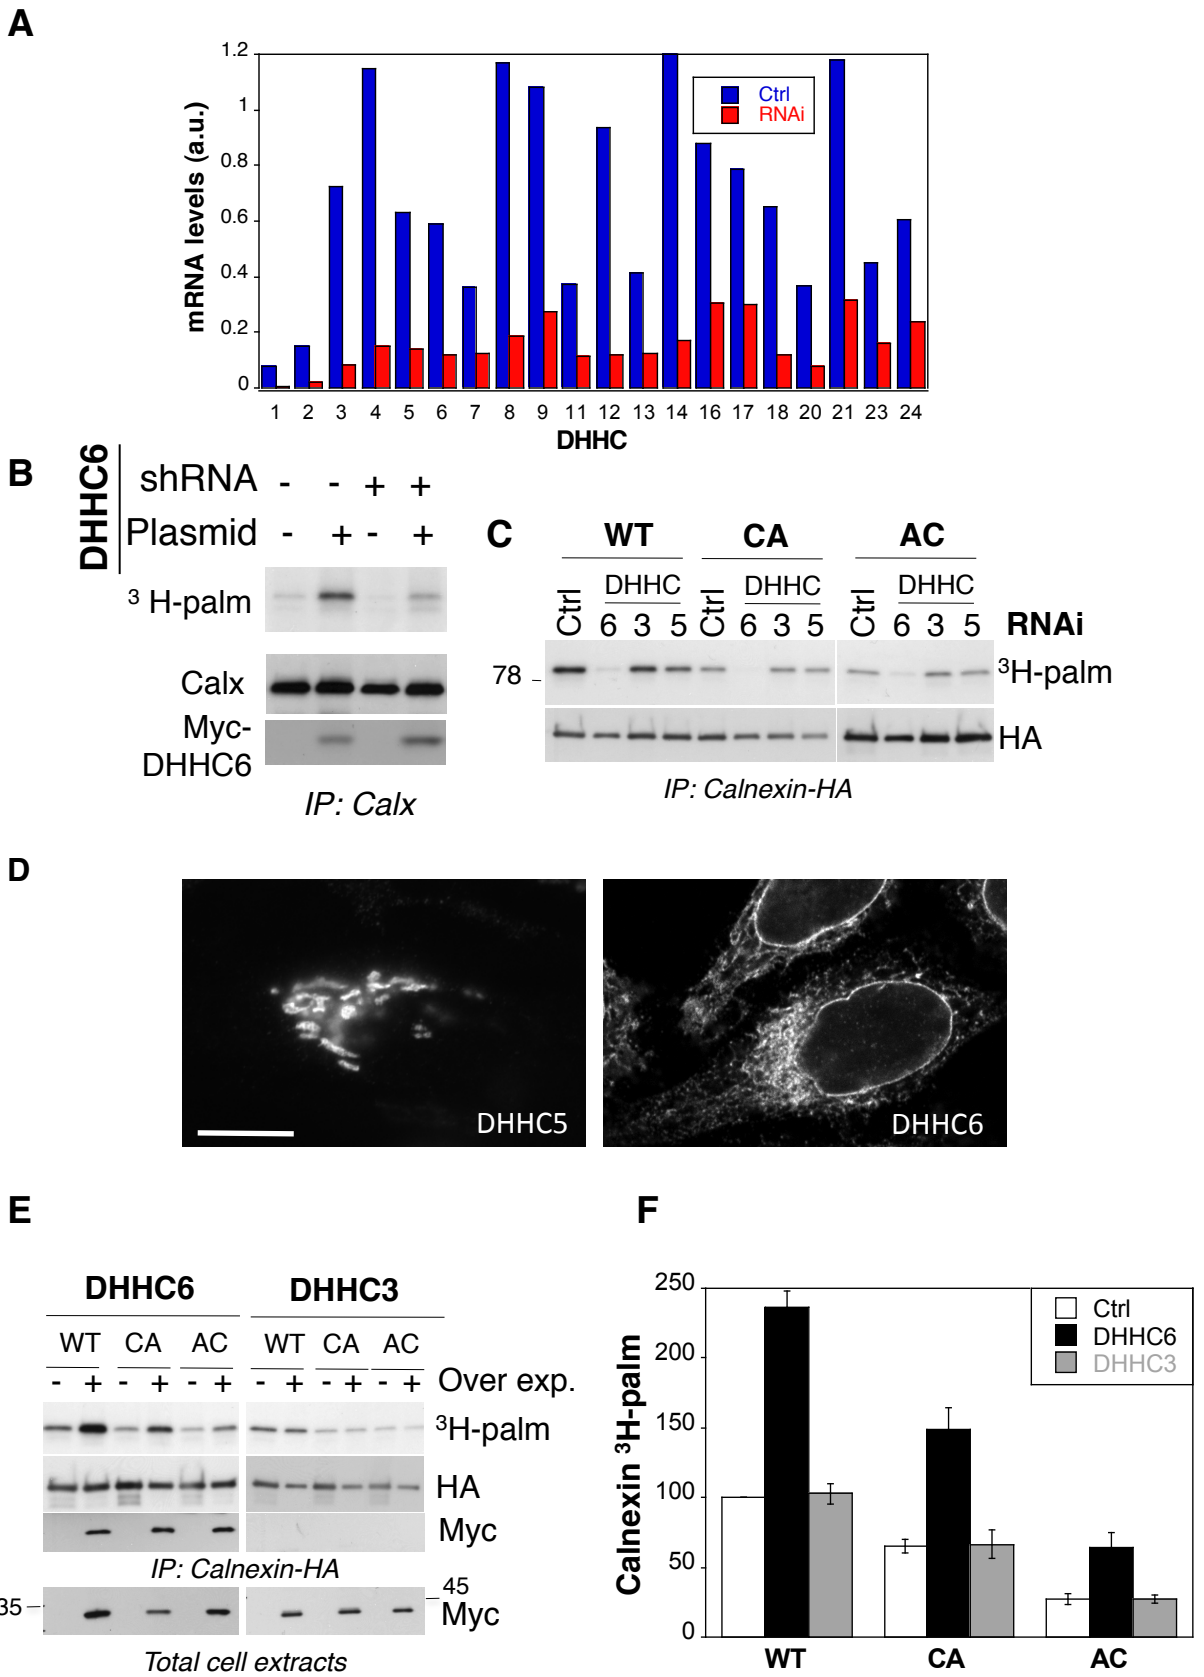 A
1.2
1
0.8
0.6
0.4
0.2
0
mRNA levels (a.u.)
Ctrl
RNAi
1 2 3 4 5 6 7 8 9 11 12 13 14 16 17 18 20 21 23 24
DHHC
B
DHHC6
shRNA - - + +
Plasmid - + - +
3 H-palm
Calx
Myc-
DHHC6
IP: Calx
C
WT CA AC
DHHC DHHC DHHC
Ctrl 6 3 5 Ctrl 6 3 5 Ctrl 6 3 5 RNAi
78
3H-palm
HA
IP: Calnexin-HA
D
DHHC5
DHHC6
E
DHHC6 DHHC3
WT CA AC WT CA AC
- + - + - + - + - + - + Over exp.
3H-palm
HA
Myc
IP: Calnexin-HA
35
45
Myc
Total cell extracts
F
250
200
150
100
50
0
Calnexin 3H-palm
Ctrl
DHHC6
DHHC3
WT CA AC